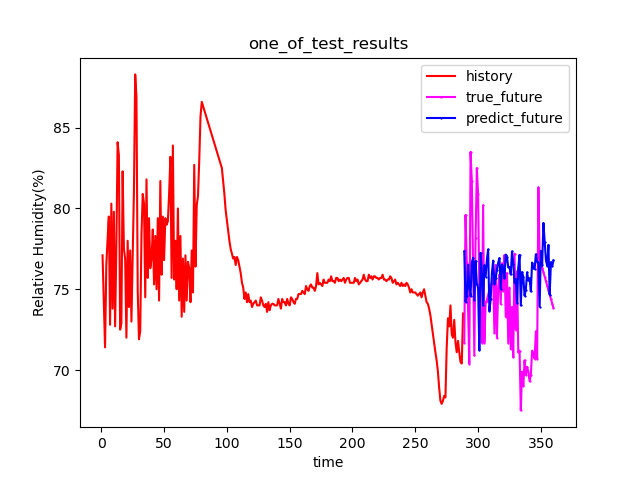 one_of_test_results
history
true_future
predict_future
Relative Humidity(%)
85
80
75
70
0
50
100
150
200
250
300
350
time